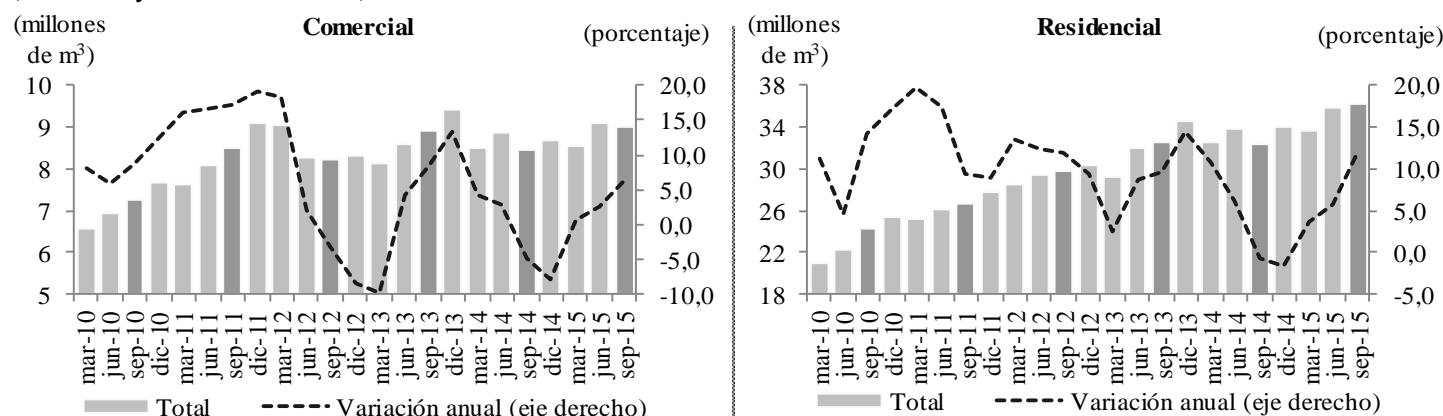 (millones de m³)
Comercial
(porcentaje)
10
9
8
7
6
5
20,0
15,0
10,0
5,0
0,0
-5,0
-10,0
mar-10
jun-10
sep-10
dic-10
mar-11
jun-11
sep-11
dic-11
mar-12
jun-12
sep-12
dic-12
mar-13
jun-13
sep-13
dic-13
mar-14
jun-14
sep-14
dic-14
mar-15
jun-15
sep-15
Total
Variación anual (eje derecho)
(millones de m³)
Residencial
(porcentaje)
38
34
30
26
22
18
20,0
15,0
10,0
5,0
0,0
-5,0
mar-10
jun-10
sep-10
dic-10
mar-11
jun-11
sep-11
dic-11
mar-12
jun-12
sep-12
dic-12
mar-13
jun-13
sep-13
dic-13
mar-14
jun-14
sep-14
dic-14
mar-15
jun-15
sep-15
Total
Variación anual (eje derecho)